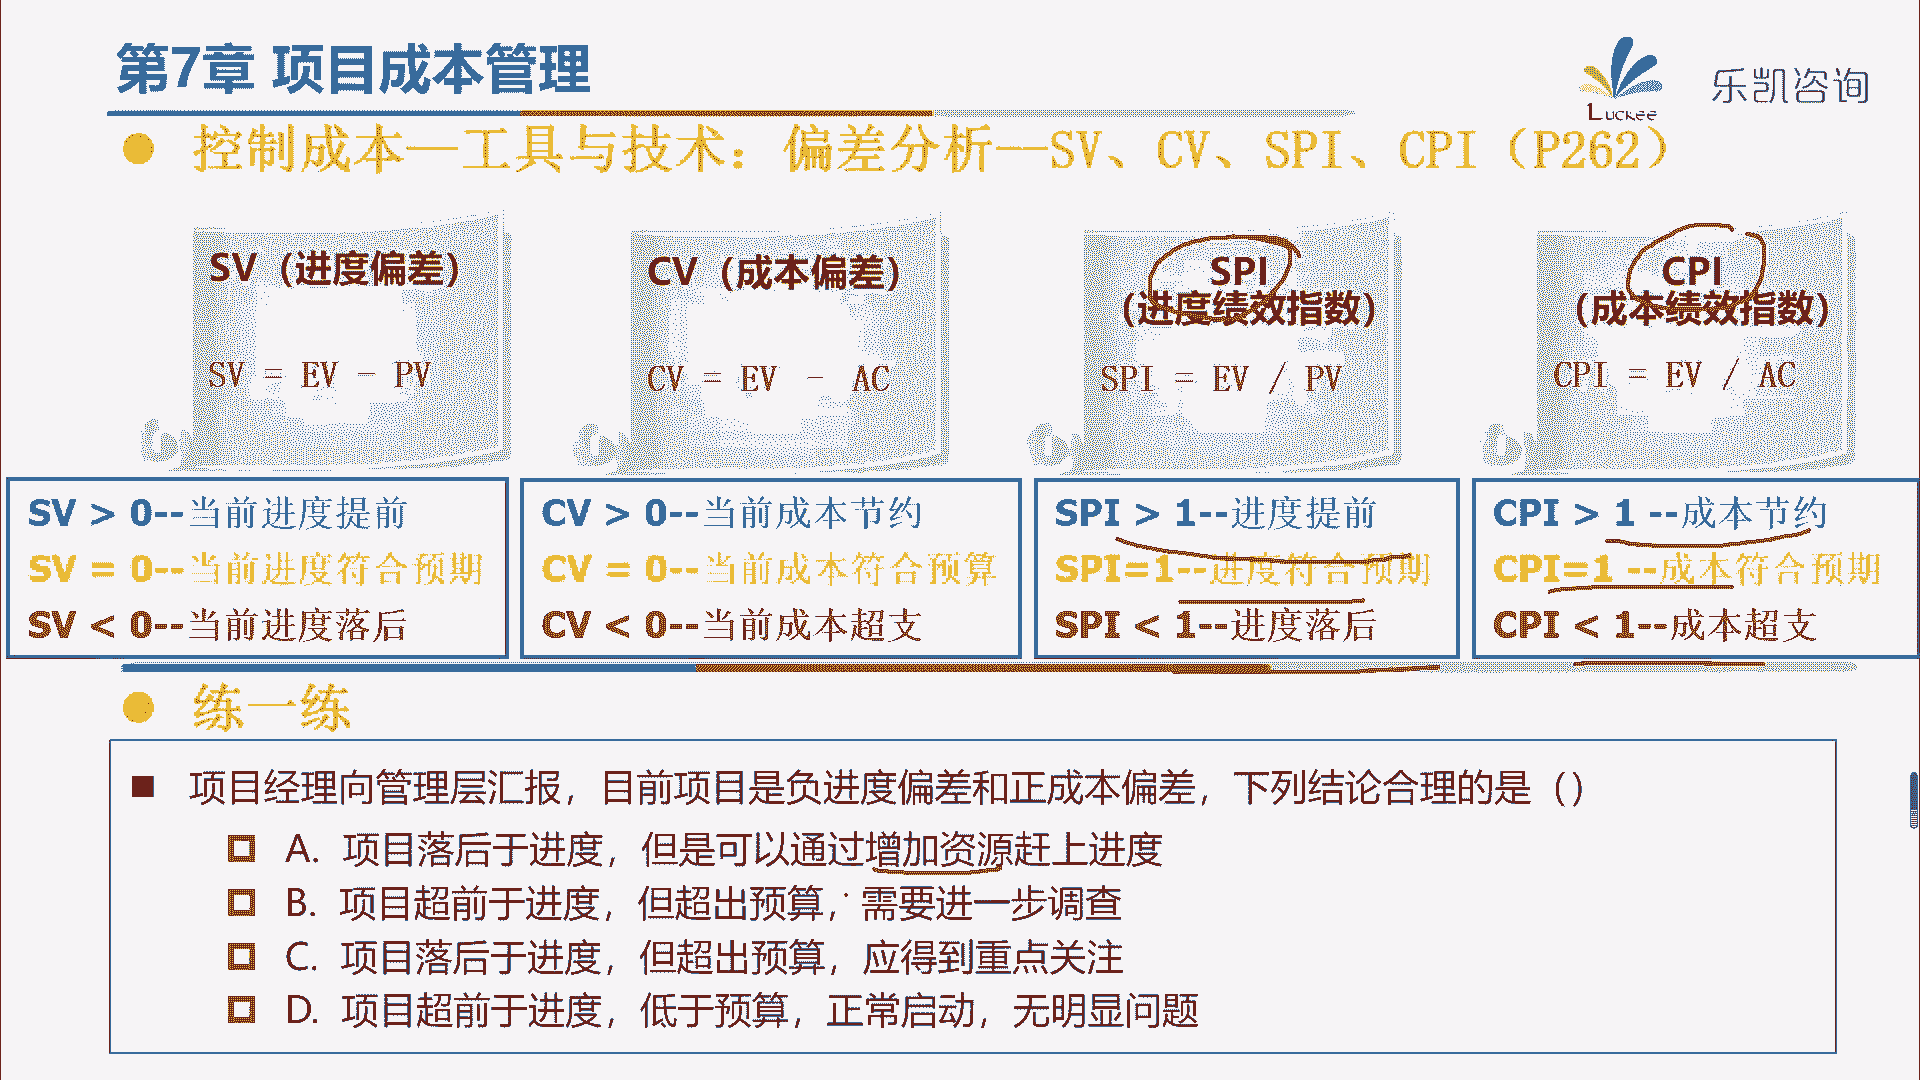 第7章 项目成本管理
Luckee
乐凯咨询
控制成本—工具与技术：偏差分析—SV、CV、SPI、CPI（P262）
SV（进度偏差）
SV = EV - PV
CV（成本偏差）
CV = EV - AC
SPI
（进度绩效指数）
SPI = EV / PV
CPI
（成本绩效指数）
CPI = EV / AC
SV > 0--当前进度提前
SV = 0--当前进度符合预期
SV < 0--当前进度落后
CV > 0--当前成本节约
CV = 0--当前成本符合预算
CV < 0--当前成本超支
SPI > 1--进度提前
SPI=1--进度符合预期
SPI < 1--进度落后
CPI > 1 --成本节约
CPI=1 --成本符合预期
CPI < 1--成本超支
练一练
项目经理向管理层汇报，目前项目是负进度偏差和正成本偏差，下列结论合理的是（）
A. 项目落后于进度，但是可以通过增加资源赶上进度
B. 项目超前于进度，但超出预算，需要进一步调查
C. 项目落后于进度，但超出预算，应得到重点关注
D. 项目超前于进度，低于预算，正常启动，无明显问题